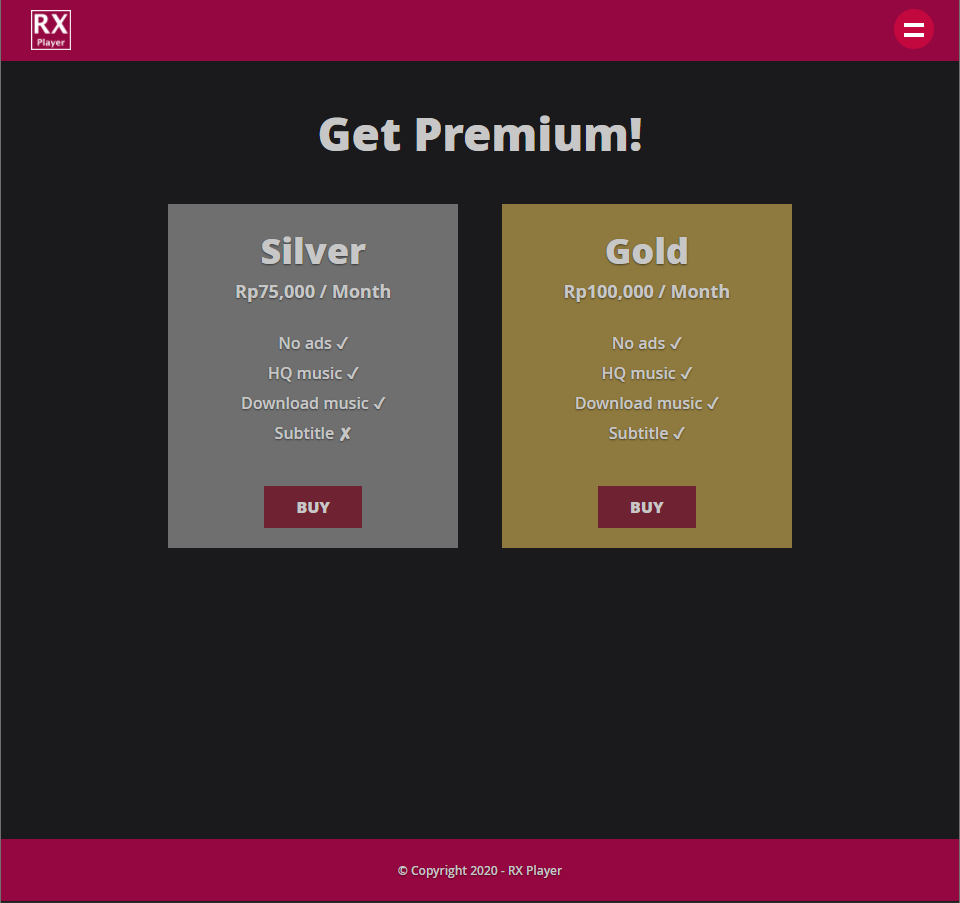 RX
Player
Get Premium!
Silver
Rp75,000 / Month
No ads ✓
HQ music ✓
Download music ✓
Subtitle ✗
BUY
Gold
Rp100,000 / Month
No ads ✓
HQ music ✓
Download music ✓
Subtitle ✓
BUY
© Copyright 2020 - RX Player